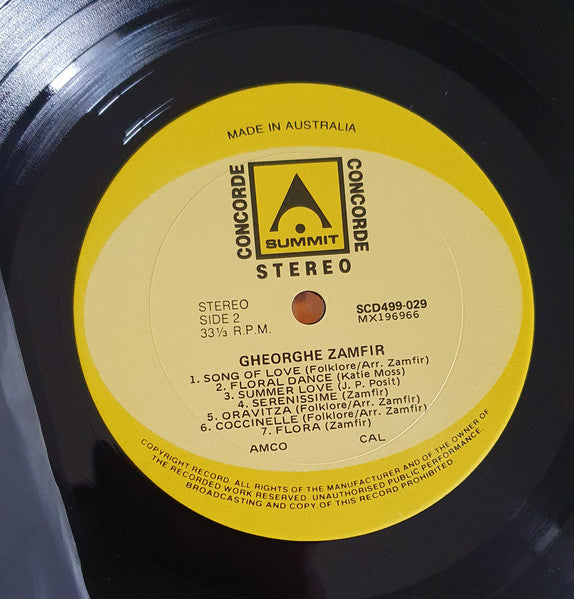 MADE IN AUSTRALIA
CONCORDE
CONCORDE
SUMMIT
STEREO
STEREO
SIDE 2
33⅓ R.P.M.
SCD499-029
MX196966
GHEORGHE ZAMFIR
1. SONG OF LOVE (Folklore/Arr. Zamfir)
2. FLORAL DANCE (Katie Moss)
3. SUMMER LOVE (J. P. Posit)
4. SERENISSIME (Zamfir)
5. ORAVITZA (Folklore/Arr. Zamfir)
6. COCCINELLE (Folklore/Arr. Zamfir)
7. FLORA (Zamfir)
AMCO CAL
COPYRIGHT RECORD. ALL RIGHTS OF THE MANUFACTURER AND OF THE OWNER OF
THE RECORDED WORK RESERVED. UNAUTHORISED PUBLIC PERFORMANCE.
BROADCASTING AND COPY OF THIS RECORD PROHIBITED.